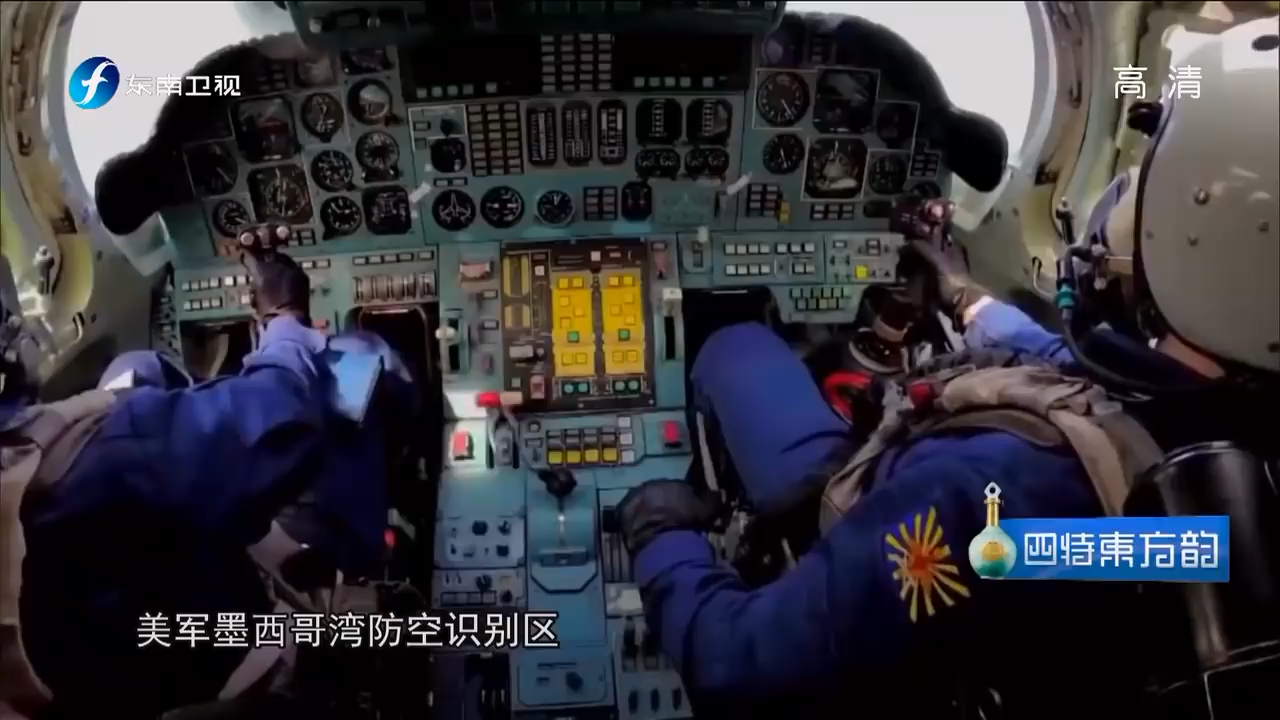 东南卫视
高清
四特東方韵
美军墨西哥湾防空识别区